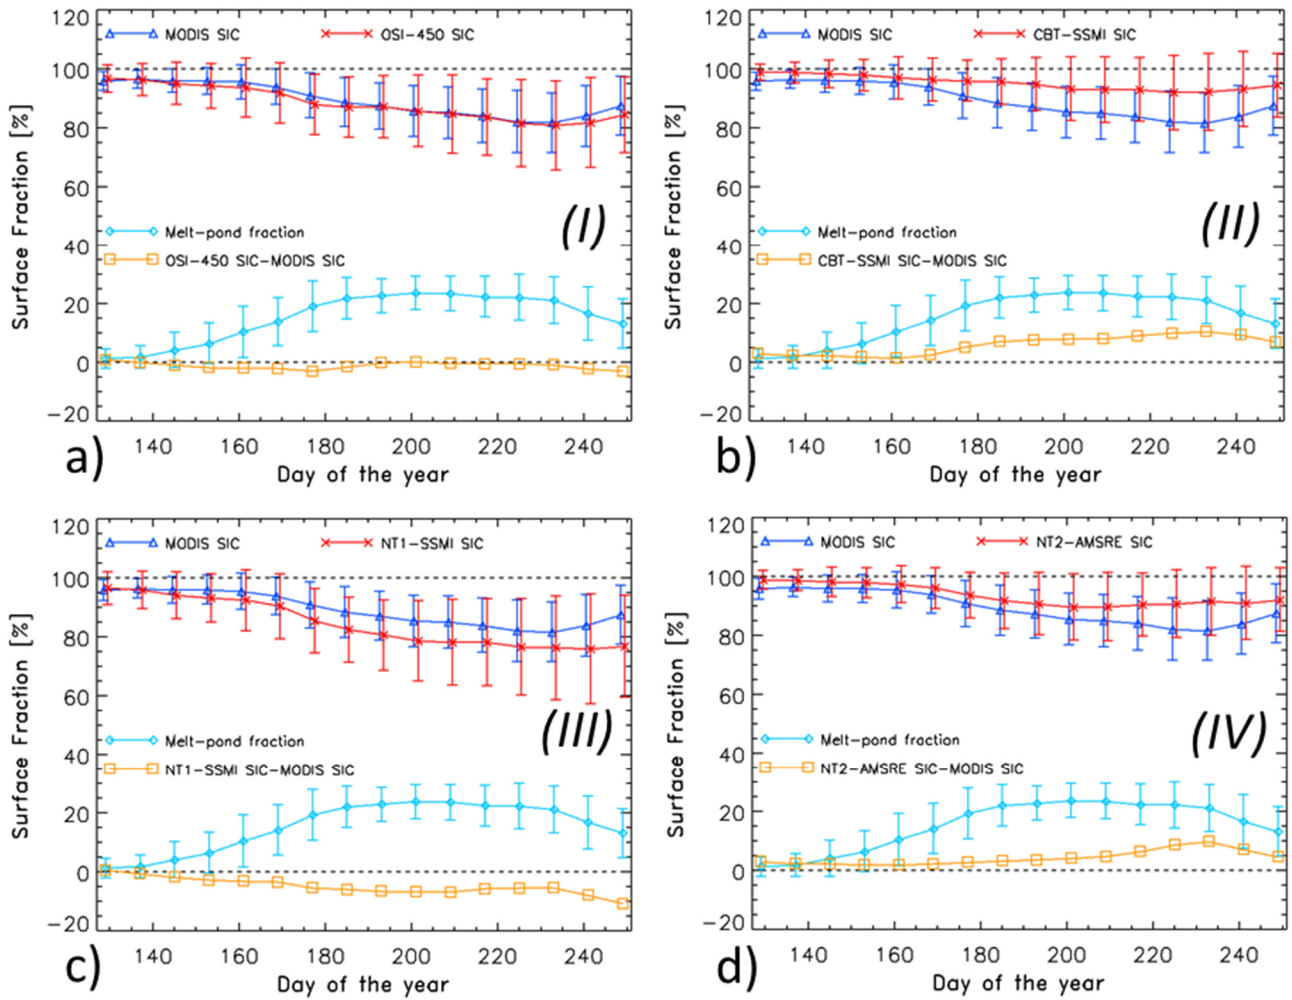 120
MODIS SIC
OSI-450 SIC
100
80
60
40
20
0
-20
Surface Fraction [%]
(I)
Melt-pond fraction
OSI-450 SIC-MODIS SIC
140 160 180 200 220 240
a)
Day of the year
120
MODIS SIC
CBT-SSMI SIC
100
80
60
40
20
0
-20
Surface Fraction [%]
(II)
Melt-pond fraction
CBT-SSMI SIC-MODIS SIC
140 160 180 200 220 240
b)
Day of the year
120
MODIS SIC
NT1-SSMI SIC
100
80
60
40
20
0
-20
Surface Fraction [%]
(III)
Melt-pond fraction
NT1-SSMI SIC-MODIS SIC
140 160 180 200 220 240
c)
Day of the year
120
MODIS SIC
NT2-AMSRE SIC
100
80
60
40
20
0
-20
Surface Fraction [%]
(IV)
Melt-pond fraction
NT2-AMSRE SIC-MODIS SIC
140 160 180 200 220 240
d)
Day of the year